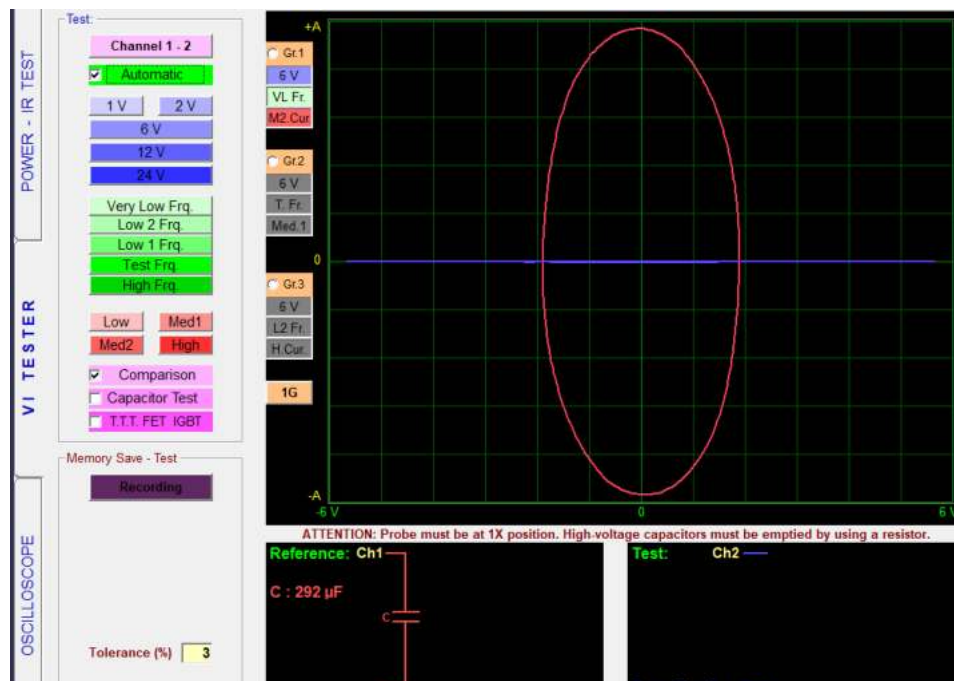 POWER - IR TEST
VI TESTER
OSCILLOSCOPE
Test:
Channel 1 - 2
Automatic
1 V
2 V
6 V
12 V
24 V
Very Low Frq.
Low 2 Frq.
Low 1 Frq.
Test Frq.
High Frq.
Low
Med1
Med2
High
Comparison
Capacitor Test
T.T.T. FET IGBT
Memory Save - Test
Recording
Tolerance (%) 3
Gr.1
6 V
VL Fr.
M2.Cur
Gr.2
6 V
T. Fr.
Med.1
Gr.3
6 V
L2 Fr.
H.Cur.
1G
+A
0
-A
-6 V
0
6 V
ATTENTION: Probe must be at 1X position. High-voltage capacitors must be emptied by using a resistor.
Reference: Ch1
C : 292 µF
C
Test: Ch2